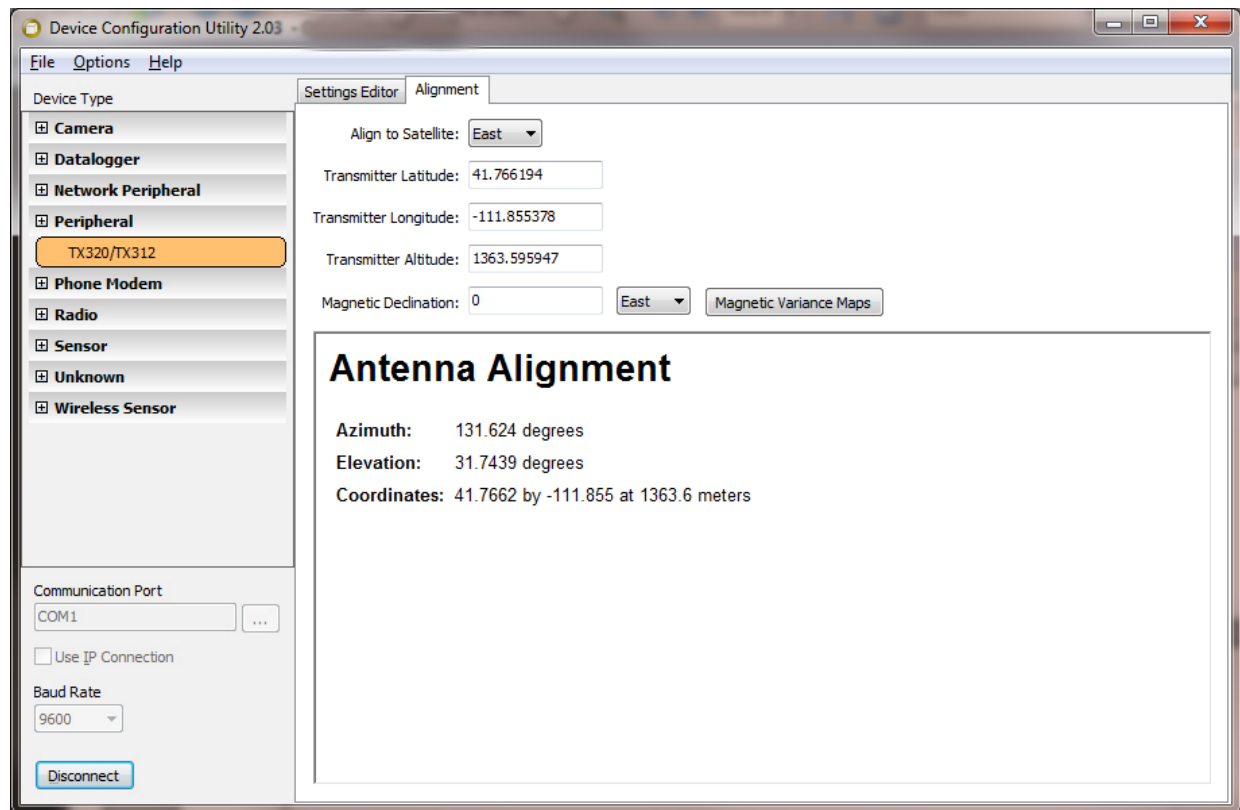 Device Configuration Utility 2.03 -
File Options Help
Device Type
Camera
Datalogger
Network Peripheral
Peripheral
TX320/TX312
Phone Modem
Radio
Sensor
Unknown
Wireless Sensor
Communication Port
COM1 ...
Use IP Connection
Baud Rate
9600
Disconnect
Settings Editor Alignment
Align to Satellite: East
Transmitter Latitude: 41.766194
Transmitter Longitude: -111.855378
Transmitter Altitude: 1363.595947
Magnetic Declination: 0 East Magnetic Variance Maps
Antenna Alignment
Azimuth: 131.624 degrees
Elevation: 31.7439 degrees
Coordinates: 41.7662 by -111.855 at 1363.6 meters